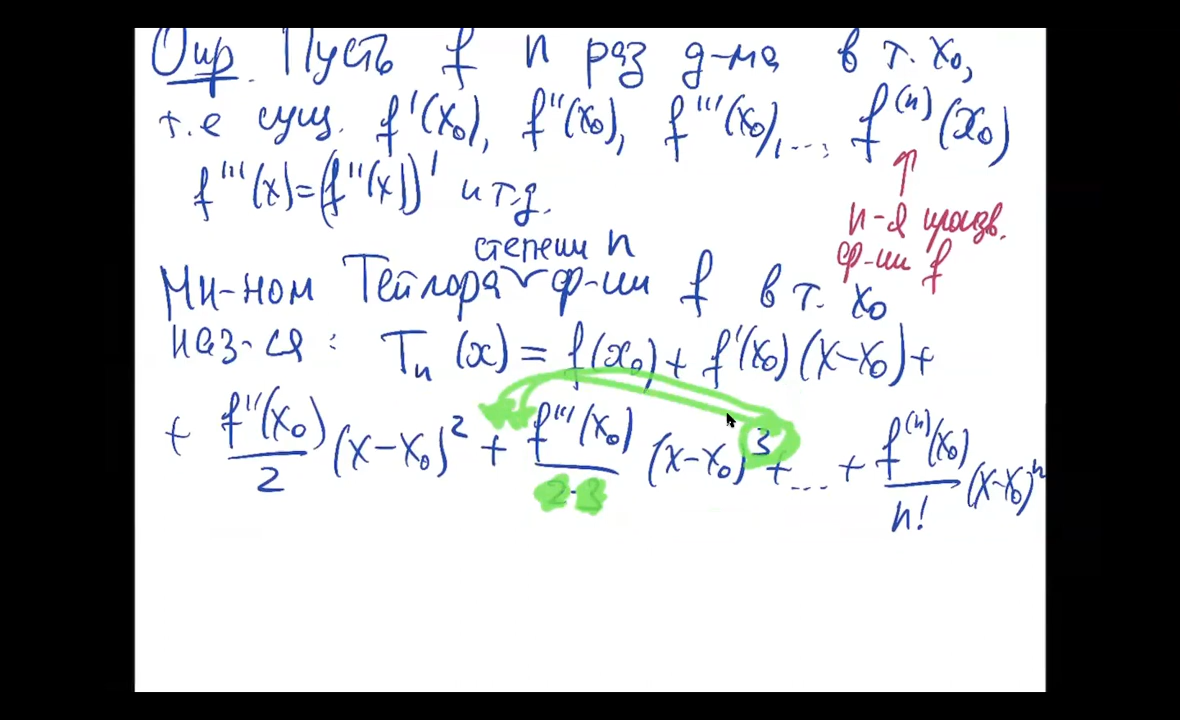 Опр. Пусть f n раз д-ма в т. x₀,
т.е сущ. f'(x₀), f''(x₀), f'''(x₀), ..., f⁽ⁿ⁾(x₀)
f'''(x)=(f''(x))' и т.д.
n-я произв.
ф-ии f
степени n
Мн-ном Тейлора ф-ии f в т. x₀
наз-ся: Tₙ(x) = f(x₀) + f'(x₀)(x-x₀)+
+ f''(x₀)/2 (x-x₀)² + f'''(x₀)/2·3 (x-x₀)³ + ... + f⁽ⁿ⁾(x₀)/n! (x-x₀)ⁿ